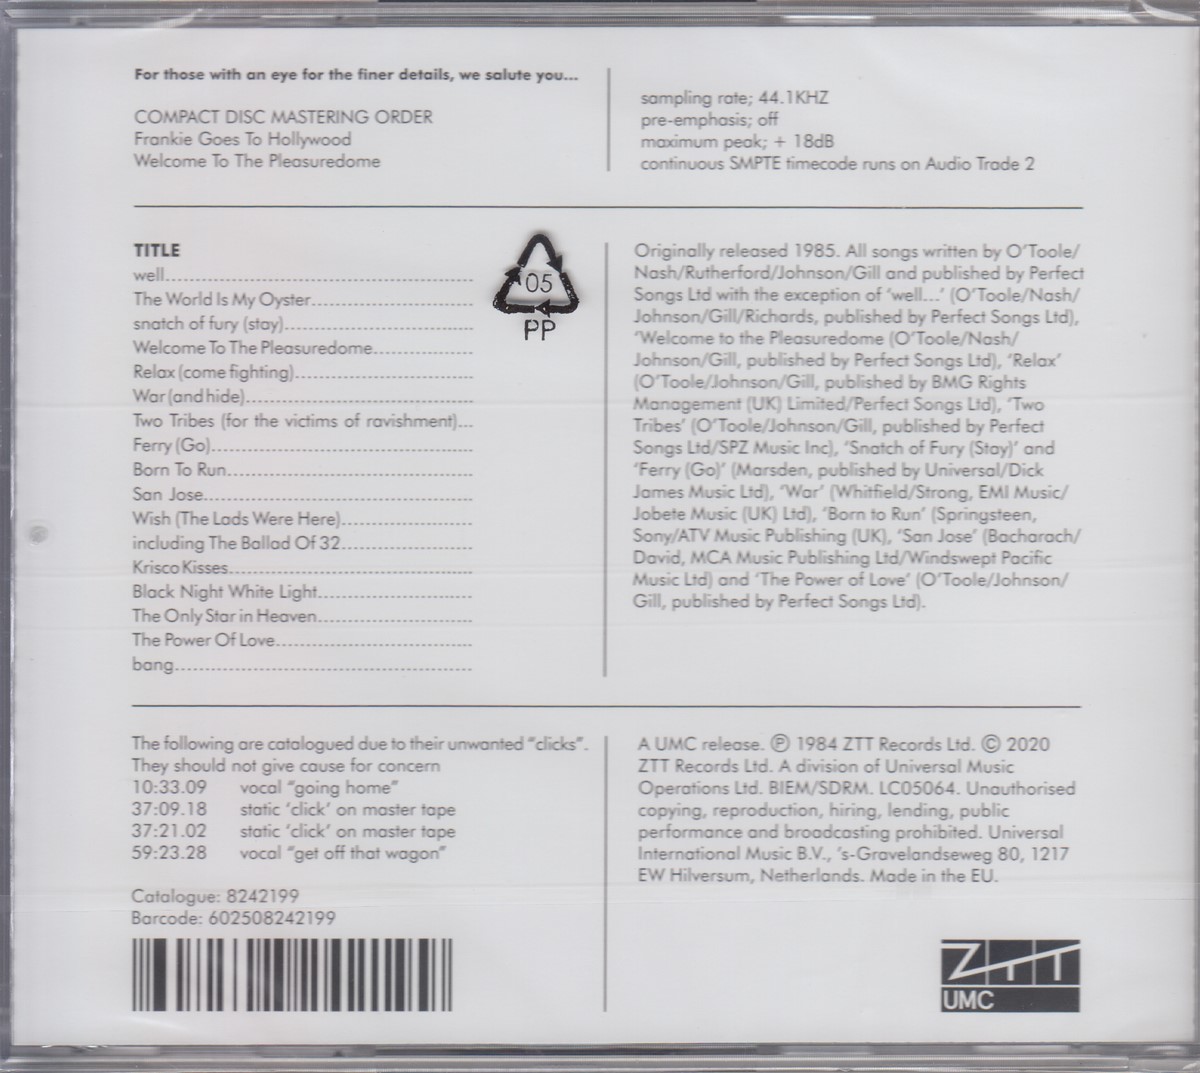 For those with an eye for the finer details, we salute you...
COMPACT DISC MASTERING ORDER
Frankie Goes To Hollywood
Welcome To The Pleasuredome
sampling rate; 44.1KHZ
pre-emphasis; off
maximum peak; + 18dB
continuous SMPTE timecode runs on Audio Trade 2
TITLE
well
The World Is My Oyster
snatch of fury (stay)
Welcome To The Pleasuredome
Relax (come fighting)
War (and hide)
Two Tribes (for the victims of ravishment)...
Ferry (Go)
Born To Run
San Jose
Wish (The Lads Were Here)
including The Ballad Of 32
Krisco Kisses
Black Night White Light
The Only Star in Heaven
The Power Of Love
bang
05
PP
Originally released 1985. All songs written by O'Toole/
Nash/Rutherford/Johnson/Gill and published by Perfect
Songs Ltd with the exception of 'well...' (O'Toole/Nash/
Johnson/Gill/Richards, published by Perfect Songs Ltd),
'Welcome to the Pleasuredome (O'Toole/Nash/
Johnson/Gill, published by Perfect Songs Ltd), 'Relax'
(O'Toole/Johnson/Gill, published by BMG Rights
Management (UK) Limited/Perfect Songs Ltd), 'Two
Tribes' (O'Toole/Johnson/Gill, published by Perfect
Songs Ltd/SPZ Music Inc), 'Snatch of Fury (Stay)' and
'Ferry (Go)' (Marsden, published by Universal/Dick
James Music Ltd), 'War' (Whitfield/Strong, EMI Music/
Jobete Music (UK) Ltd), 'Born to Run' (Springsteen,
Sony/ATV Music Publishing (UK), 'San Jose' (Bacharach/
David, MCA Music Publishing Ltd/Windswept Pacific
Music Ltd) and 'The Power of Love' (O'Toole/Johnson/
Gill, published by Perfect Songs Ltd).
The following are catalogued due to their unwanted "clicks".
They should not give cause for concern
10:33.09 vocal "going home"
37:09.18 static 'click' on master tape
37:21.02 static 'click' on master tape
59:23.28 vocal "get off that wagon"
Catalogue: 8242199
Barcode: 602508242199
A UMC release. ℗ 1984 ZTT Records Ltd. © 2020
ZTT Records Ltd. A division of Universal Music
Operations Ltd. BIEM/SDRM. LC05064. Unauthorised
copying, reproduction, hiring, lending, public
performance and broadcasting prohibited. Universal
International Music B.V., 's-Gravelandseweg 80, 1217
EW Hilversum, Netherlands. Made in the EU.
ZTT
UMC